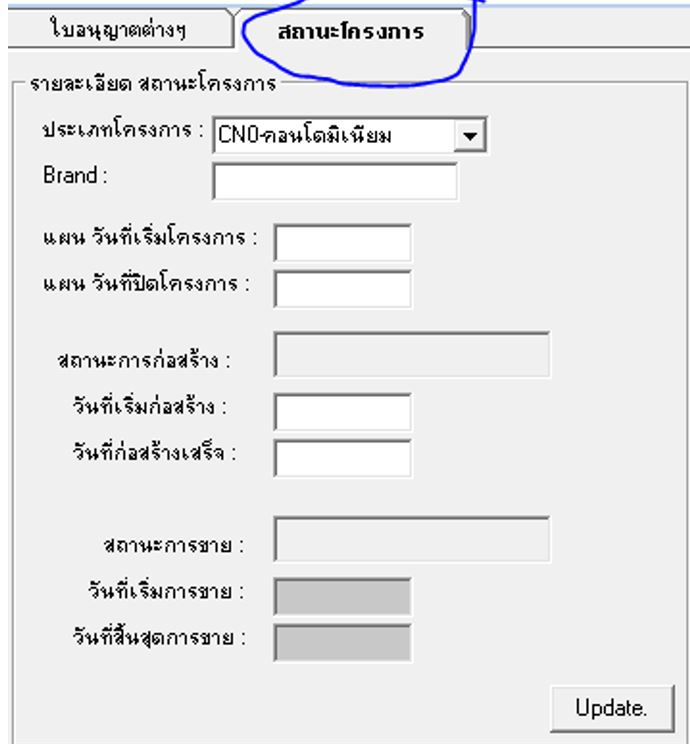 ใบอนุญาตต่างๆ สถานะโครงการ
รายละเอียด สถานะโครงการ
ประเภทโครงการ : CNO-คอนโดมิเนียม
Brand :
แผน วันที่เริ่มโครงการ :
แผน วันที่ปิดโครงการ :
สถานะการก่อสร้าง :
วันที่เริ่มก่อสร้าง :
วันที่ก่อสร้างเสร็จ :
สถานะการขาย :
วันที่เริ่มการขาย :
วันที่สิ้นสุดการขาย :
Update.